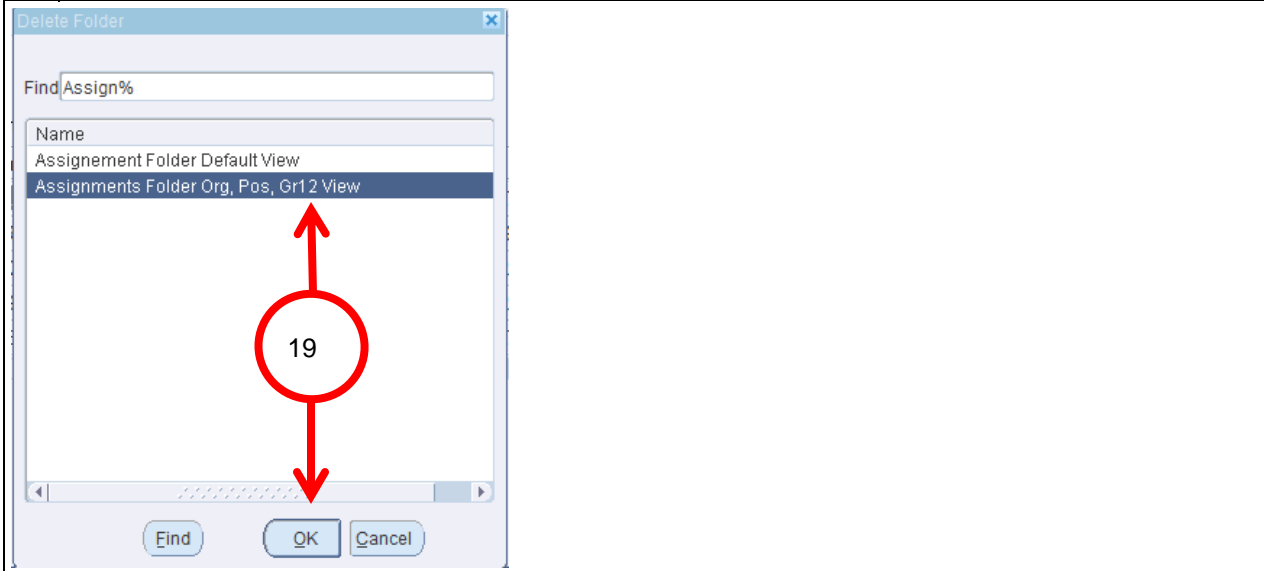 Delete Folder
Find Assign%
Name
Assignement Folder Default View
Assignments Folder Org, Pos, Gr12 View
19
Find OK Cancel